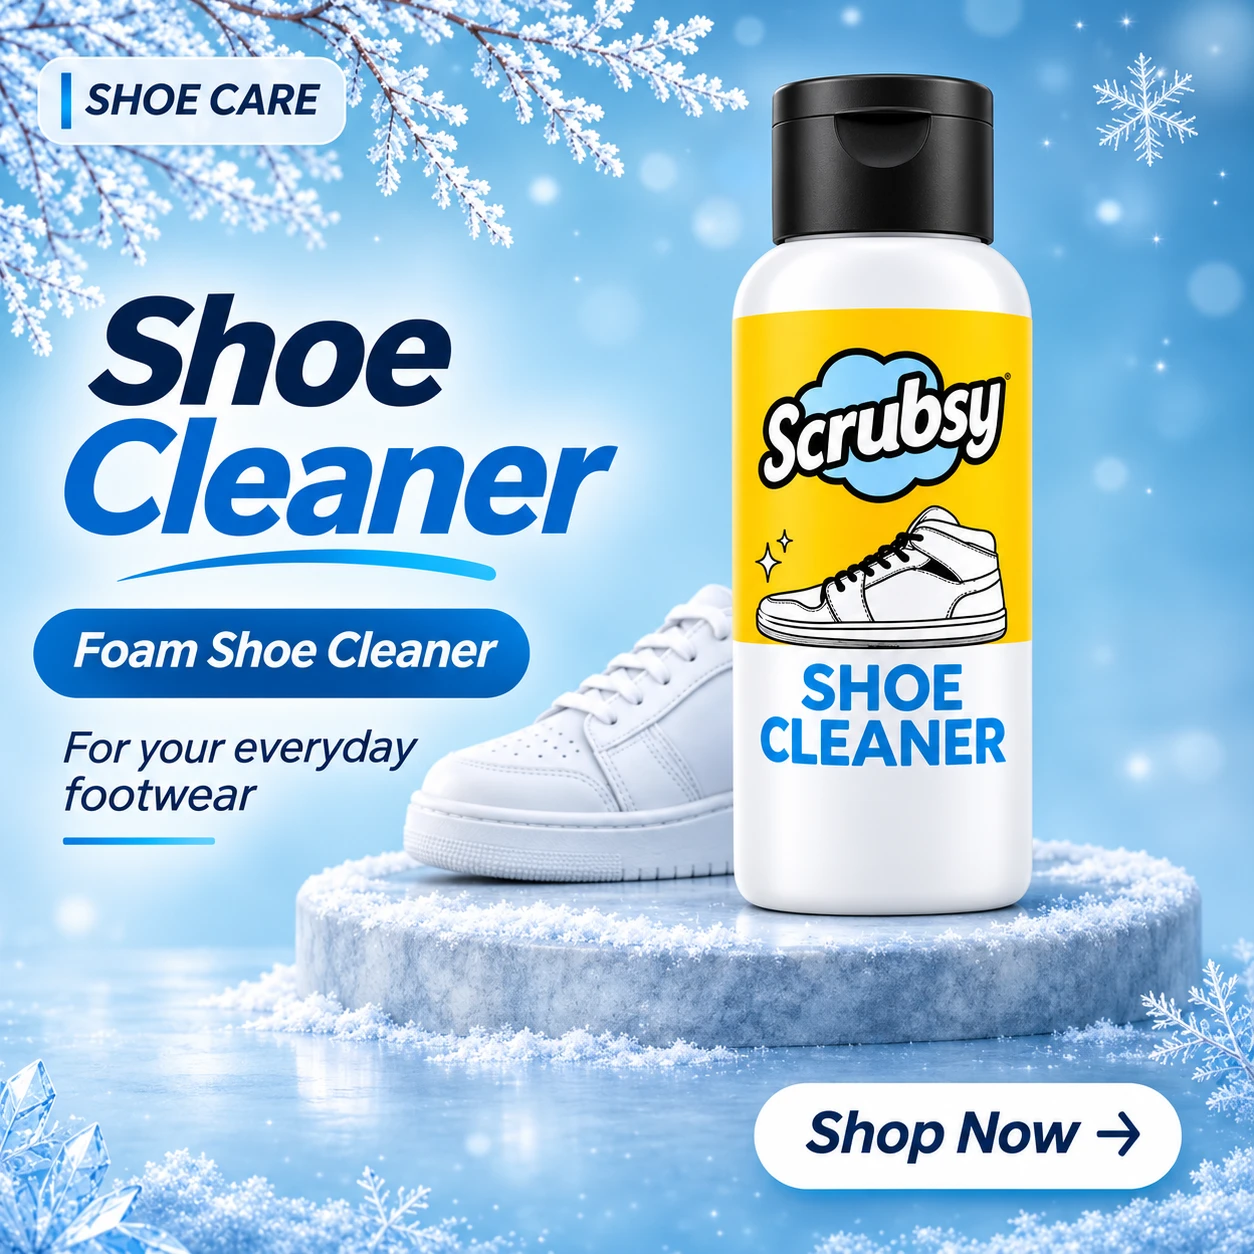 SHOE CARE
Shoe
Cleaner
Foam Shoe Cleaner
For your everyday
footwear
Scrubsy®
SHOE
CLEANER
Shop Now →